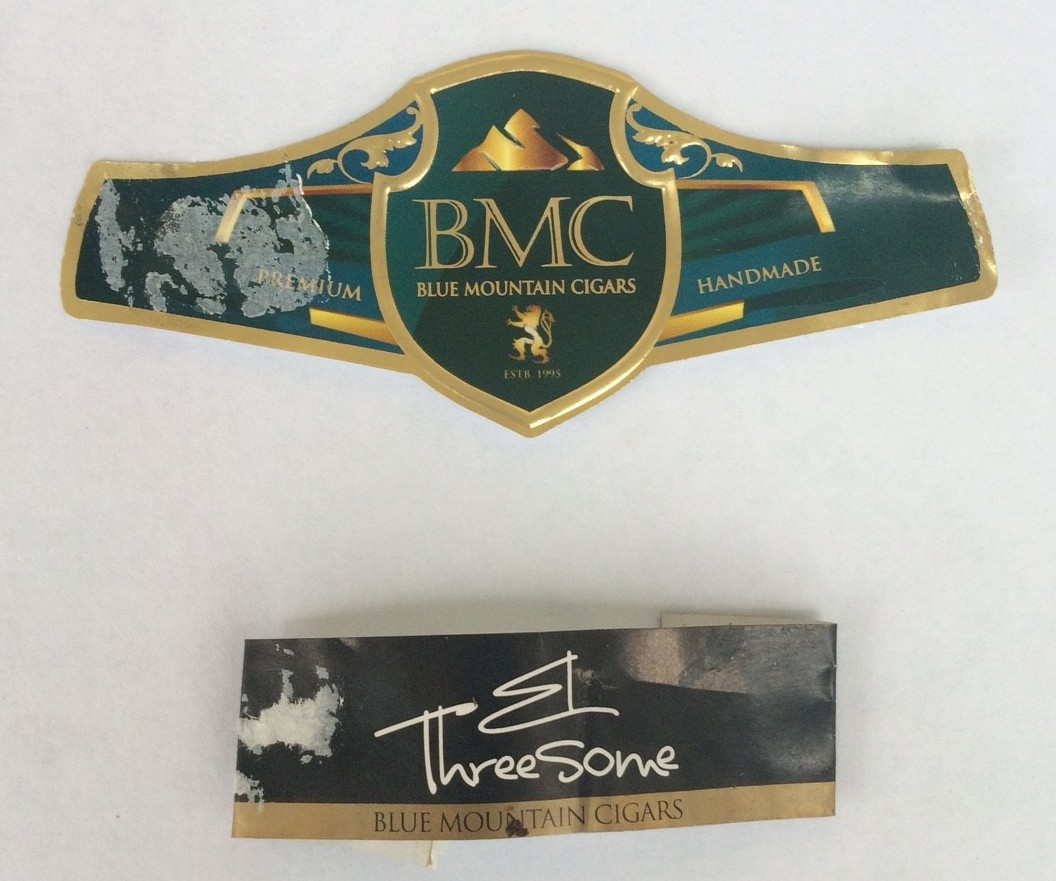 BMC
BLUE MOUNTAIN CIGARS
PREMIUM
HANDMADE
ESTB. 1995
El
Threesome
BLUE MOUNTAIN CIGARS